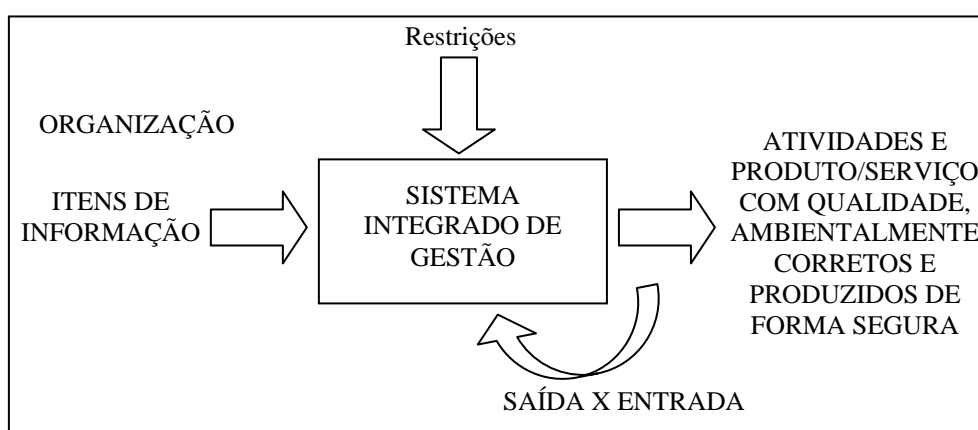 Restrições
ORGANIZAÇÃO
ITENS DE
INFORMAÇÃO
SISTEMA
INTEGRADO DE
GESTÃO
ATIVIDADES E
PRODUTO/SERVIÇO
COM QUALIDADE,
AMBIENTALMENTE
CORRETOS E
PRODUZIDOS DE
FORMA SEGURA
SAÍDA X ENTRADA